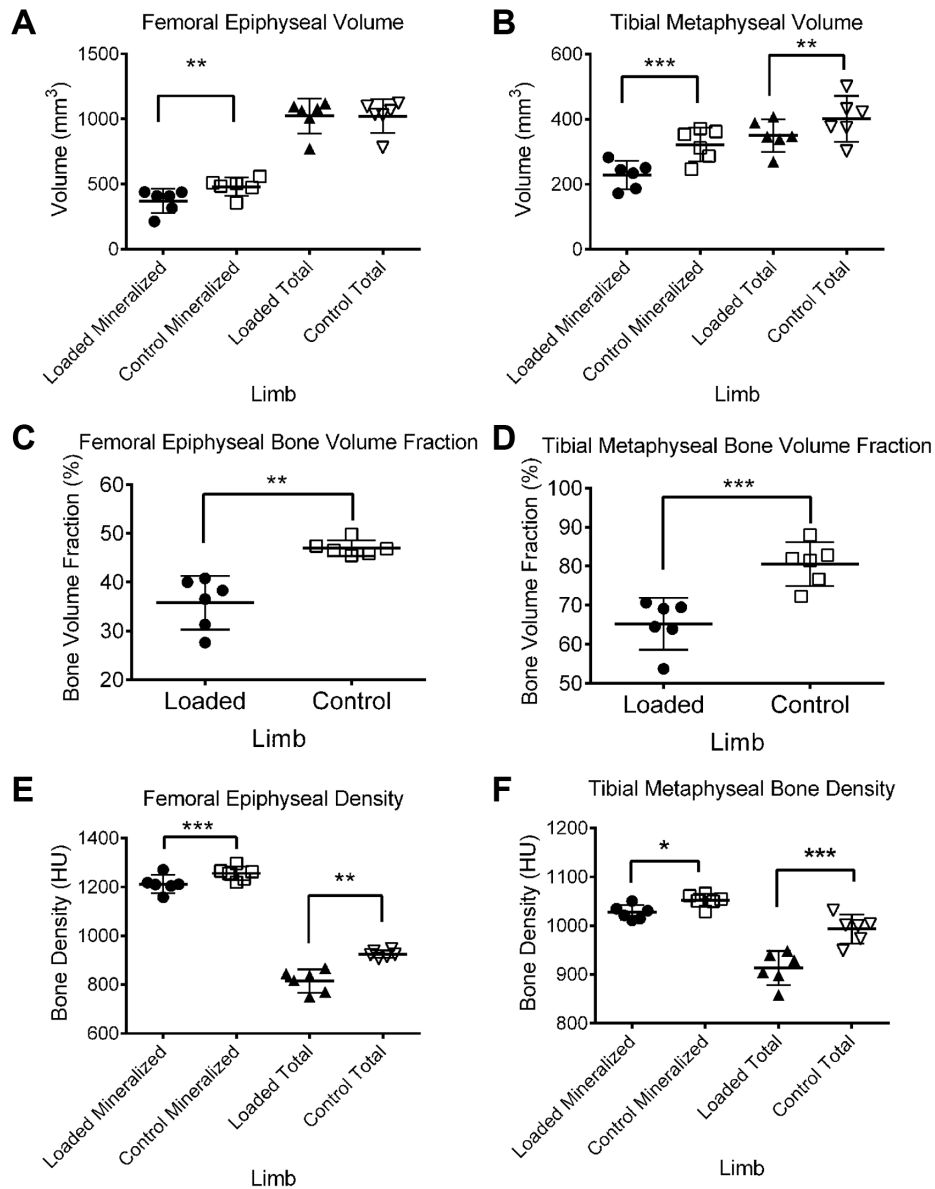 A
Femoral Epiphyseal Volume
Volume (mm³)
1500
1000
500
0
**
Loaded Mineralized
Control Mineralized
Loaded Total
Control Total
Limb
B
Tibial Metaphyseal Volume
Volume (mm³)
600
400
200
0
***
**
Loaded Mineralized
Control Mineralized
Loaded Total
Control Total
Limb
C
Femoral Epiphyseal Bone Volume Fraction
Bone Volume Fraction (%)
60
50
40
30
20
**
Loaded
Control
Limb
D
Tibial Metaphyseal Bone Volume Fraction
Bone Volume Fraction (%)
100
90
80
70
60
50
***
Loaded
Control
Limb
E
Femoral Epiphyseal Density
Bone Density (HU)
1400
1200
1000
800
600
***
**
Loaded Mineralized
Control Mineralized
Loaded Total
Control Total
Limb
F
Tibial Metaphyseal Bone Density
Bone Density (HU)
1200
1100
1000
900
800
*
***
Loaded Mineralized
Control Mineralized
Loaded Total
Control Total
Limb